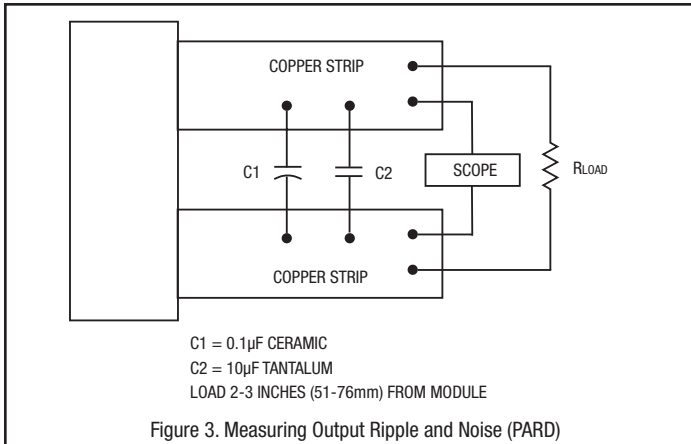 COPPER STRIP
C1
C2
SCOPE
RLOAD
COPPER STRIP
C1 = 0.1µF CERAMIC
C2 = 10µF TANTALUM
LOAD 2-3 INCHES (51-76mm) FROM MODULE
Figure 3. Measuring Output Ripple and Noise (PARD)